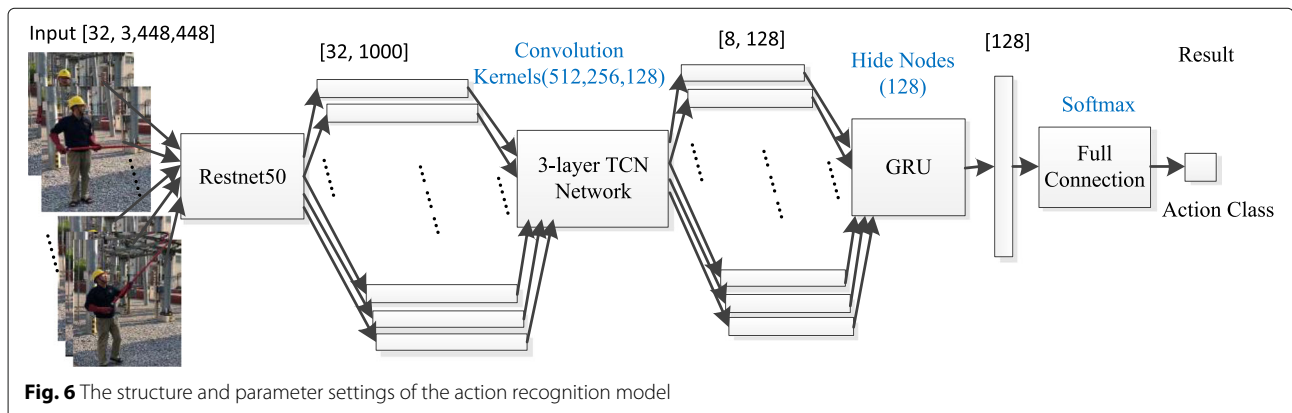 Input [32, 3,448,448]
[32, 1000]
Convolution
Kernels(512,256,128)
[8, 128]
Hide Nodes
(128)
[128]
Result
Softmax
Restnet50
3-layer TCN
Network
GRU
Full
Connection
Action Class
Fig. 6 The structure and parameter settings of the action recognition model